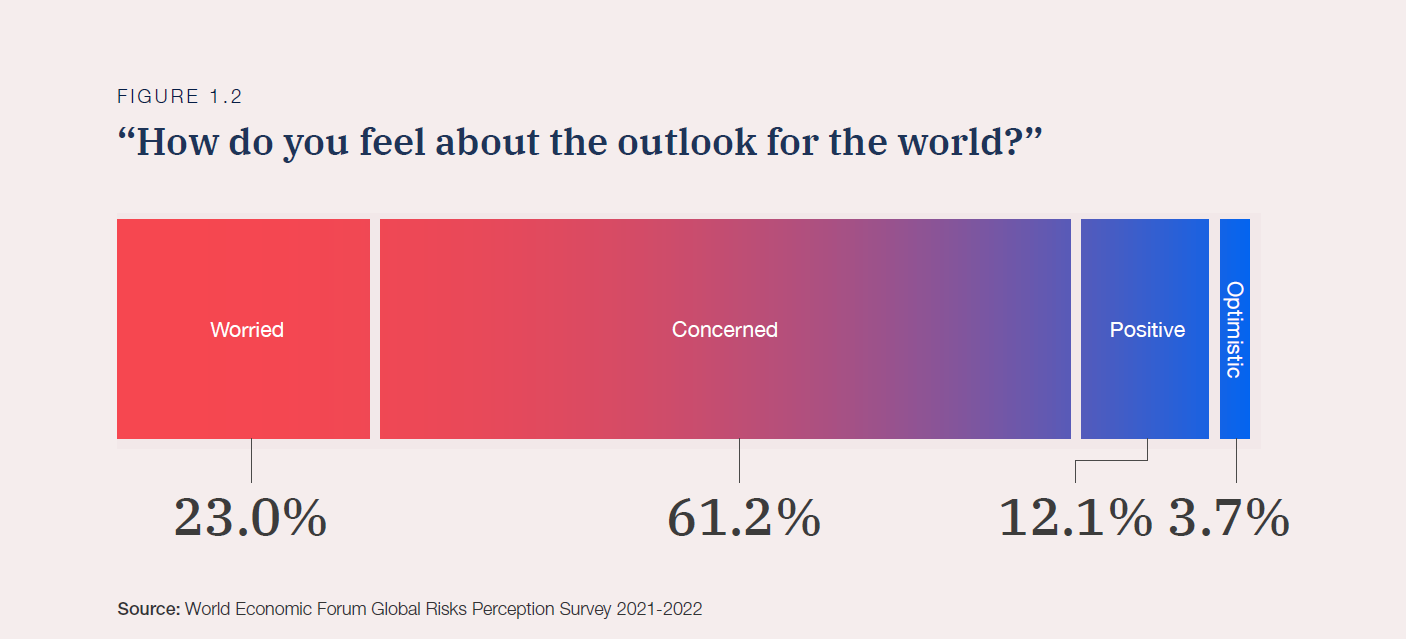 FIGURE 1.2
“How do you feel about the outlook for the world?”
Worried
Concerned
Positive
Optimistic
23.0%
61.2%
12.1%
3.7%
Source: World Economic Forum Global Risks Perception Survey 2021-2022